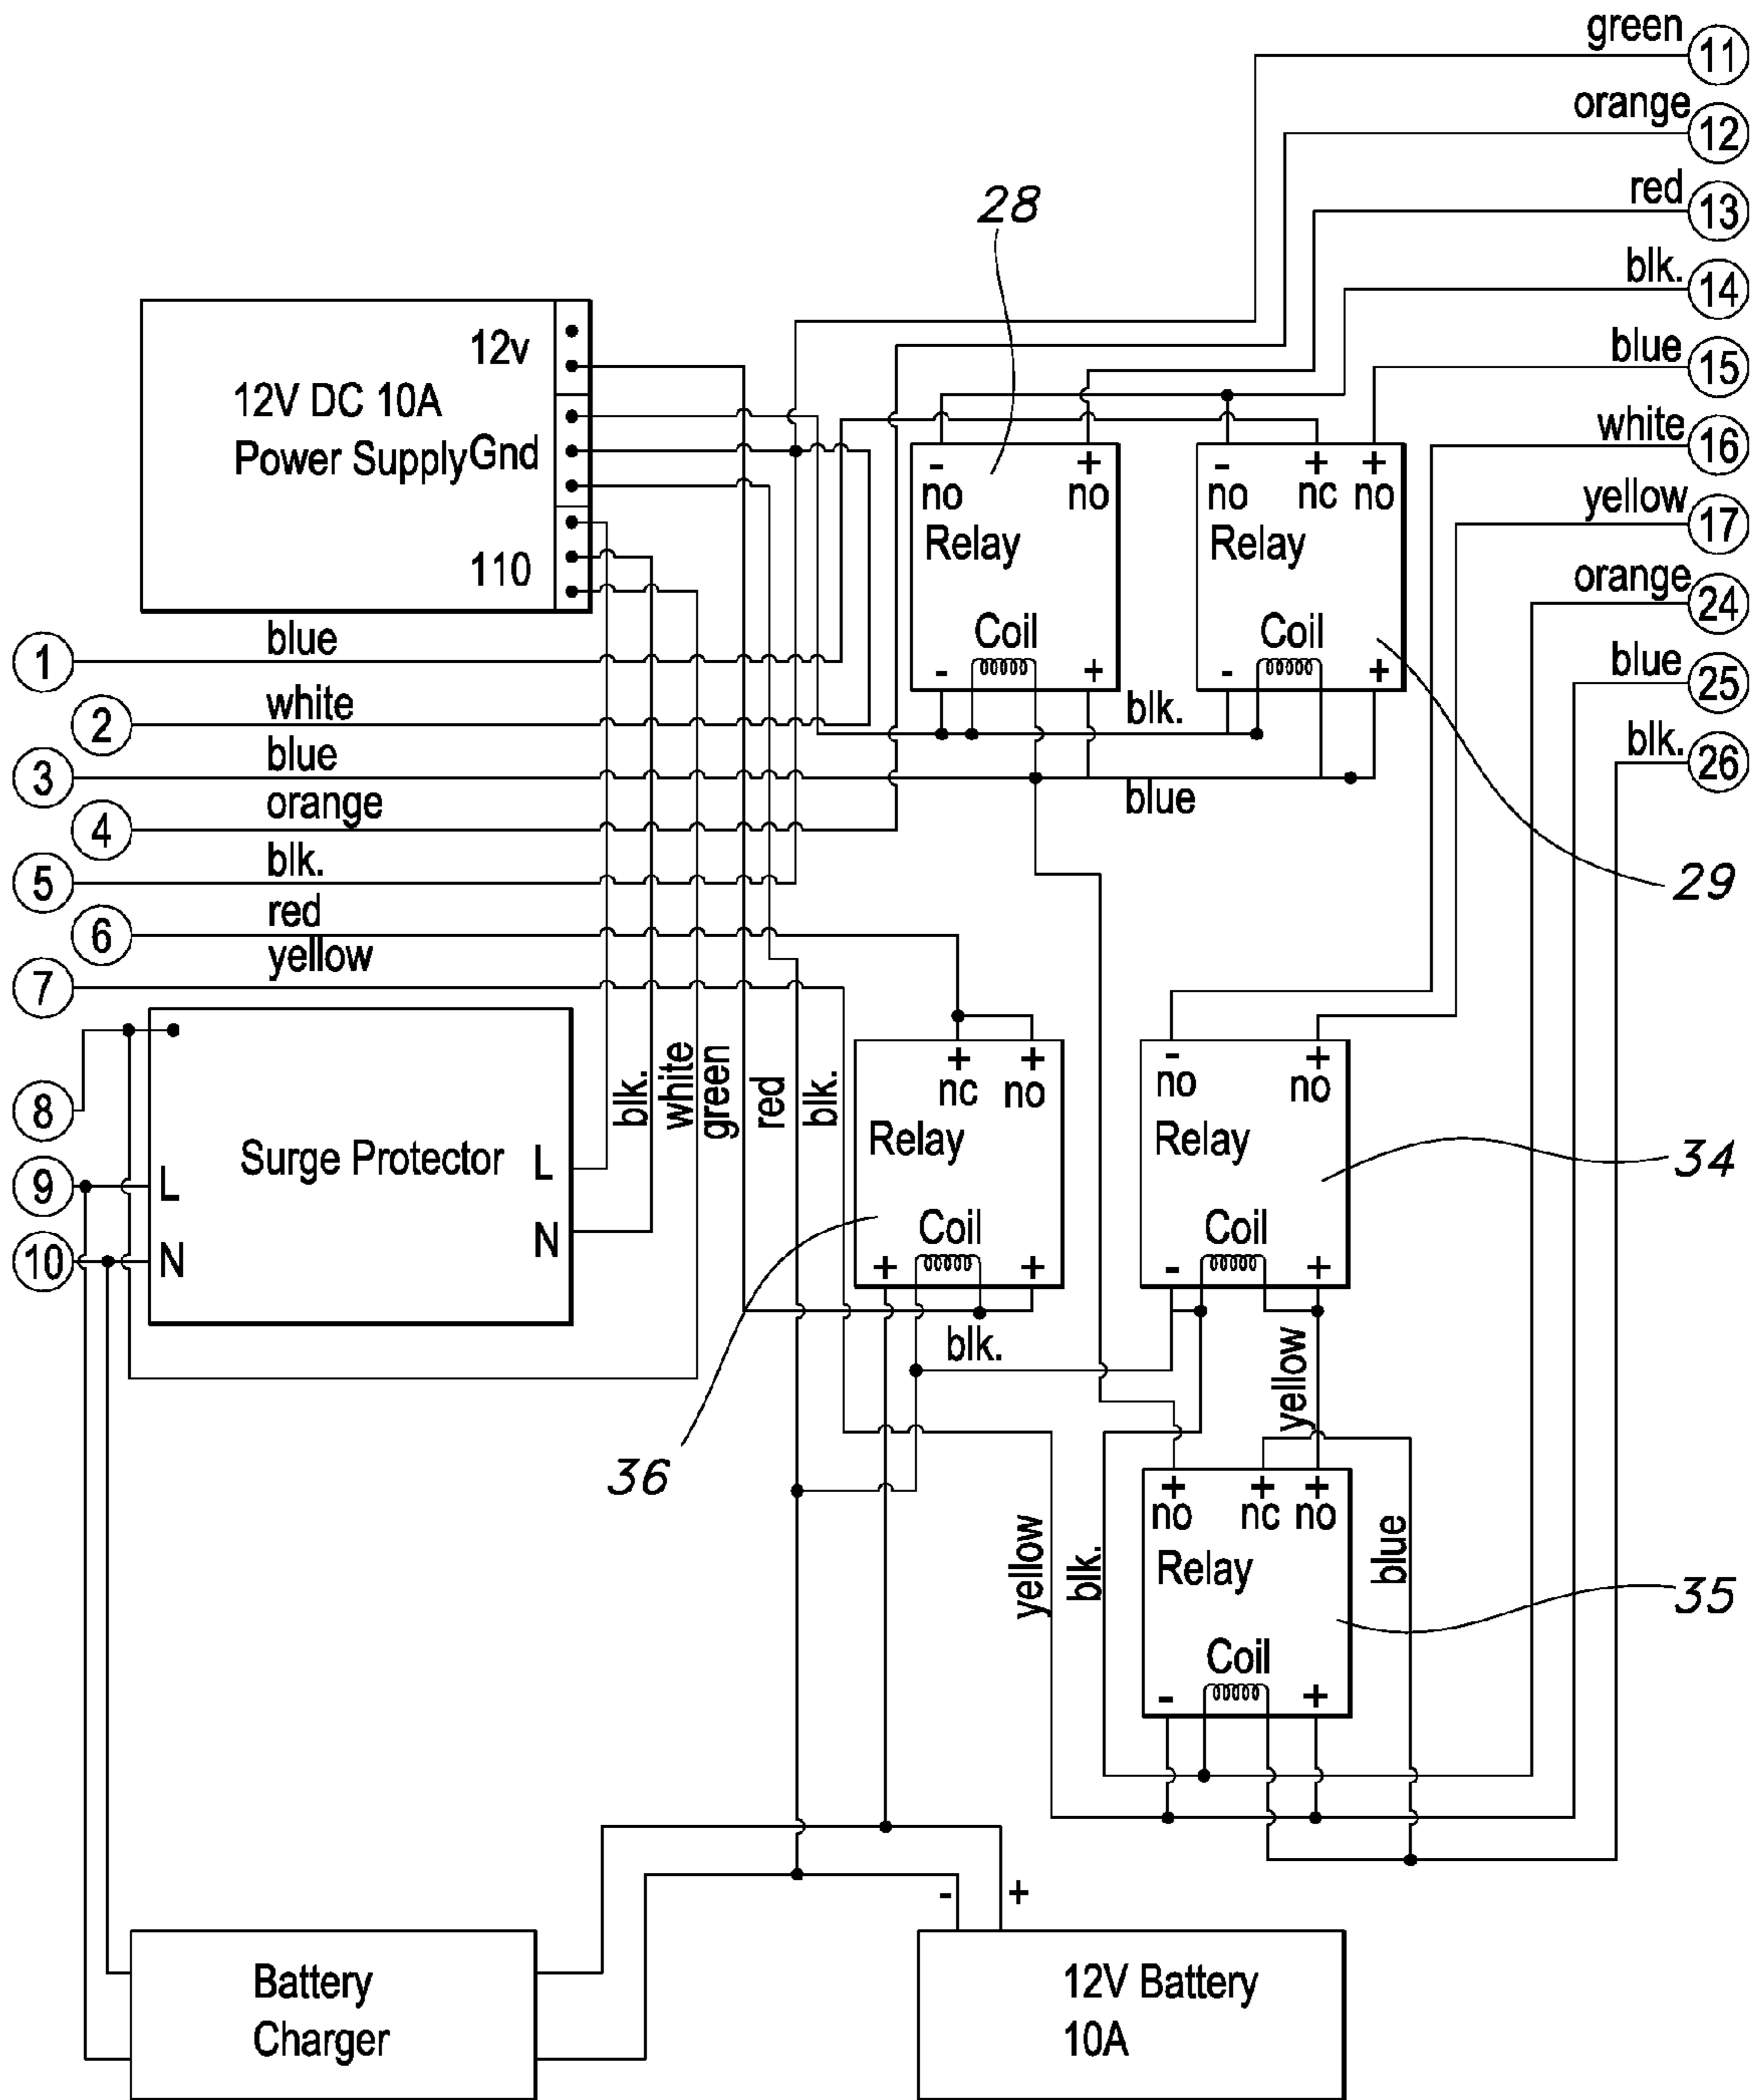 green 11
orange 12
red 13
blk. 14
blue 15
white 16
yellow 17
orange 24
blue 25
blk. 26
28
12v
12V DC 10A
Power Supply Gnd
110
- no + no
Relay
Coil
- +
- no + nc + no
Relay
Coil
- +
blk.
blue
29
1 blue
2 white
3 blue
4 orange
5 blk.
6 red
7 yellow
8
9
10
Surge Protector
L
N
L
N
blk.
white
green
red
blk.
+ nc + no
Relay
Coil
+ +
blk.
36
- no + no
Relay
Coil
- +
34
yellow
yellow
blk.
blue
+ no + nc + no
Relay
Coil
- +
35
- +
Battery
Charger
12V Battery
10A